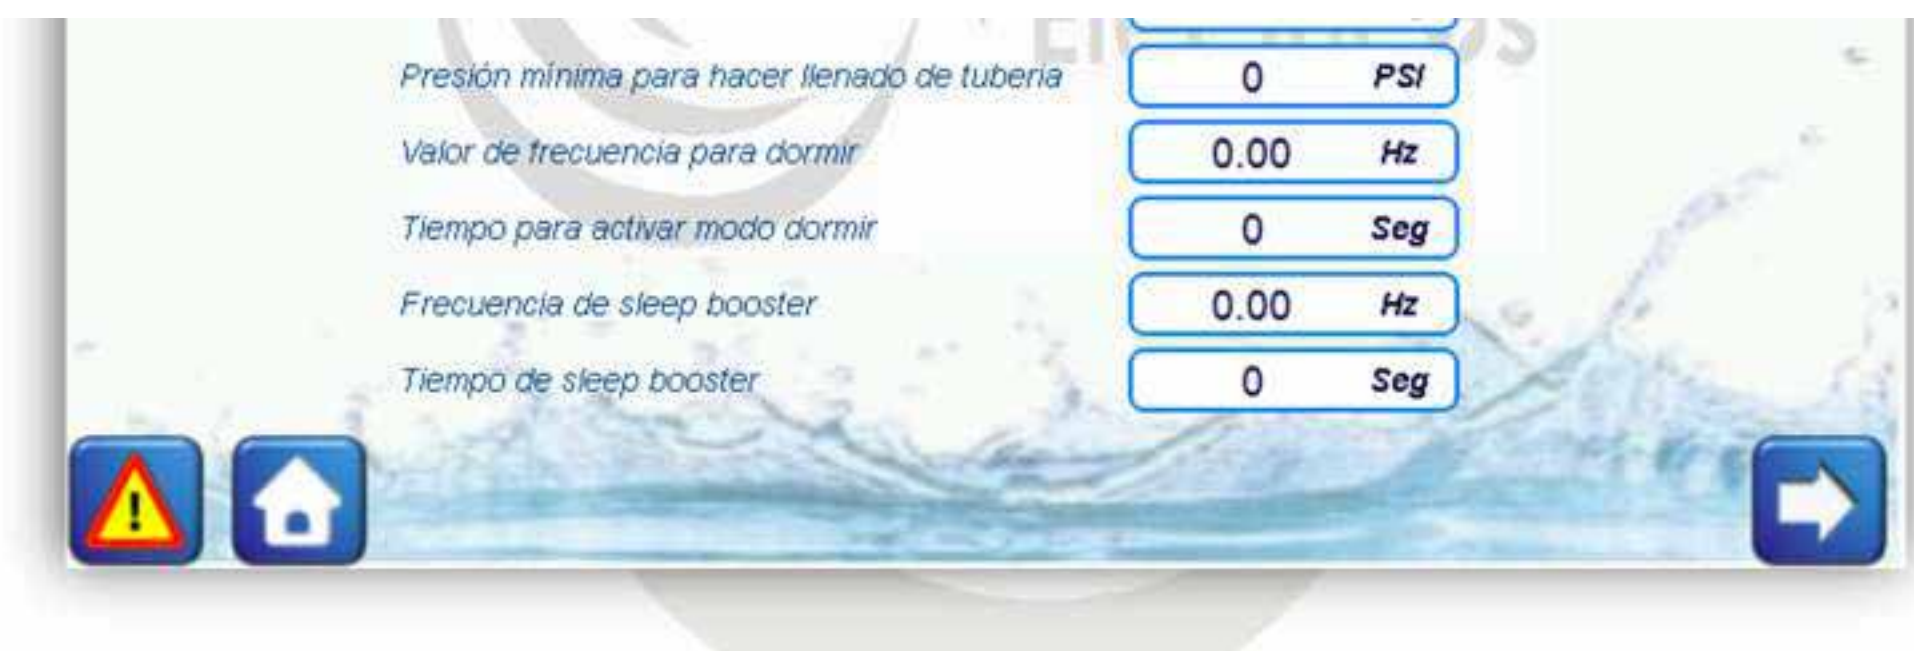 Presión mínima para hacer llenado de tuberia 0 PSI
Valor de frecuencia para dormir 0.00 Hz
Tiempo para activar modo dormir 0 Seg
Frecuencia de sleep booster 0.00 Hz
Tiempo de sleep booster 0 Seg